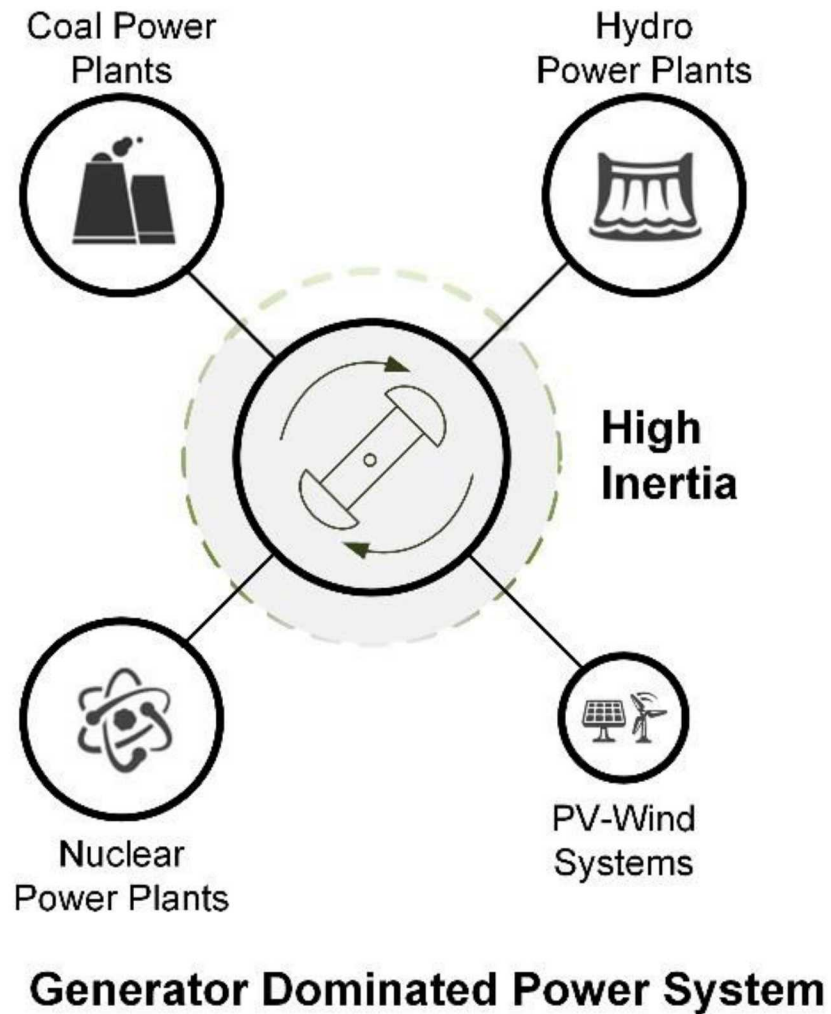 Coal Power
Plants
Hydro
Power Plants
High
Inertia
Nuclear
Power Plants
PV-Wind
Systems
Generator Dominated Power System